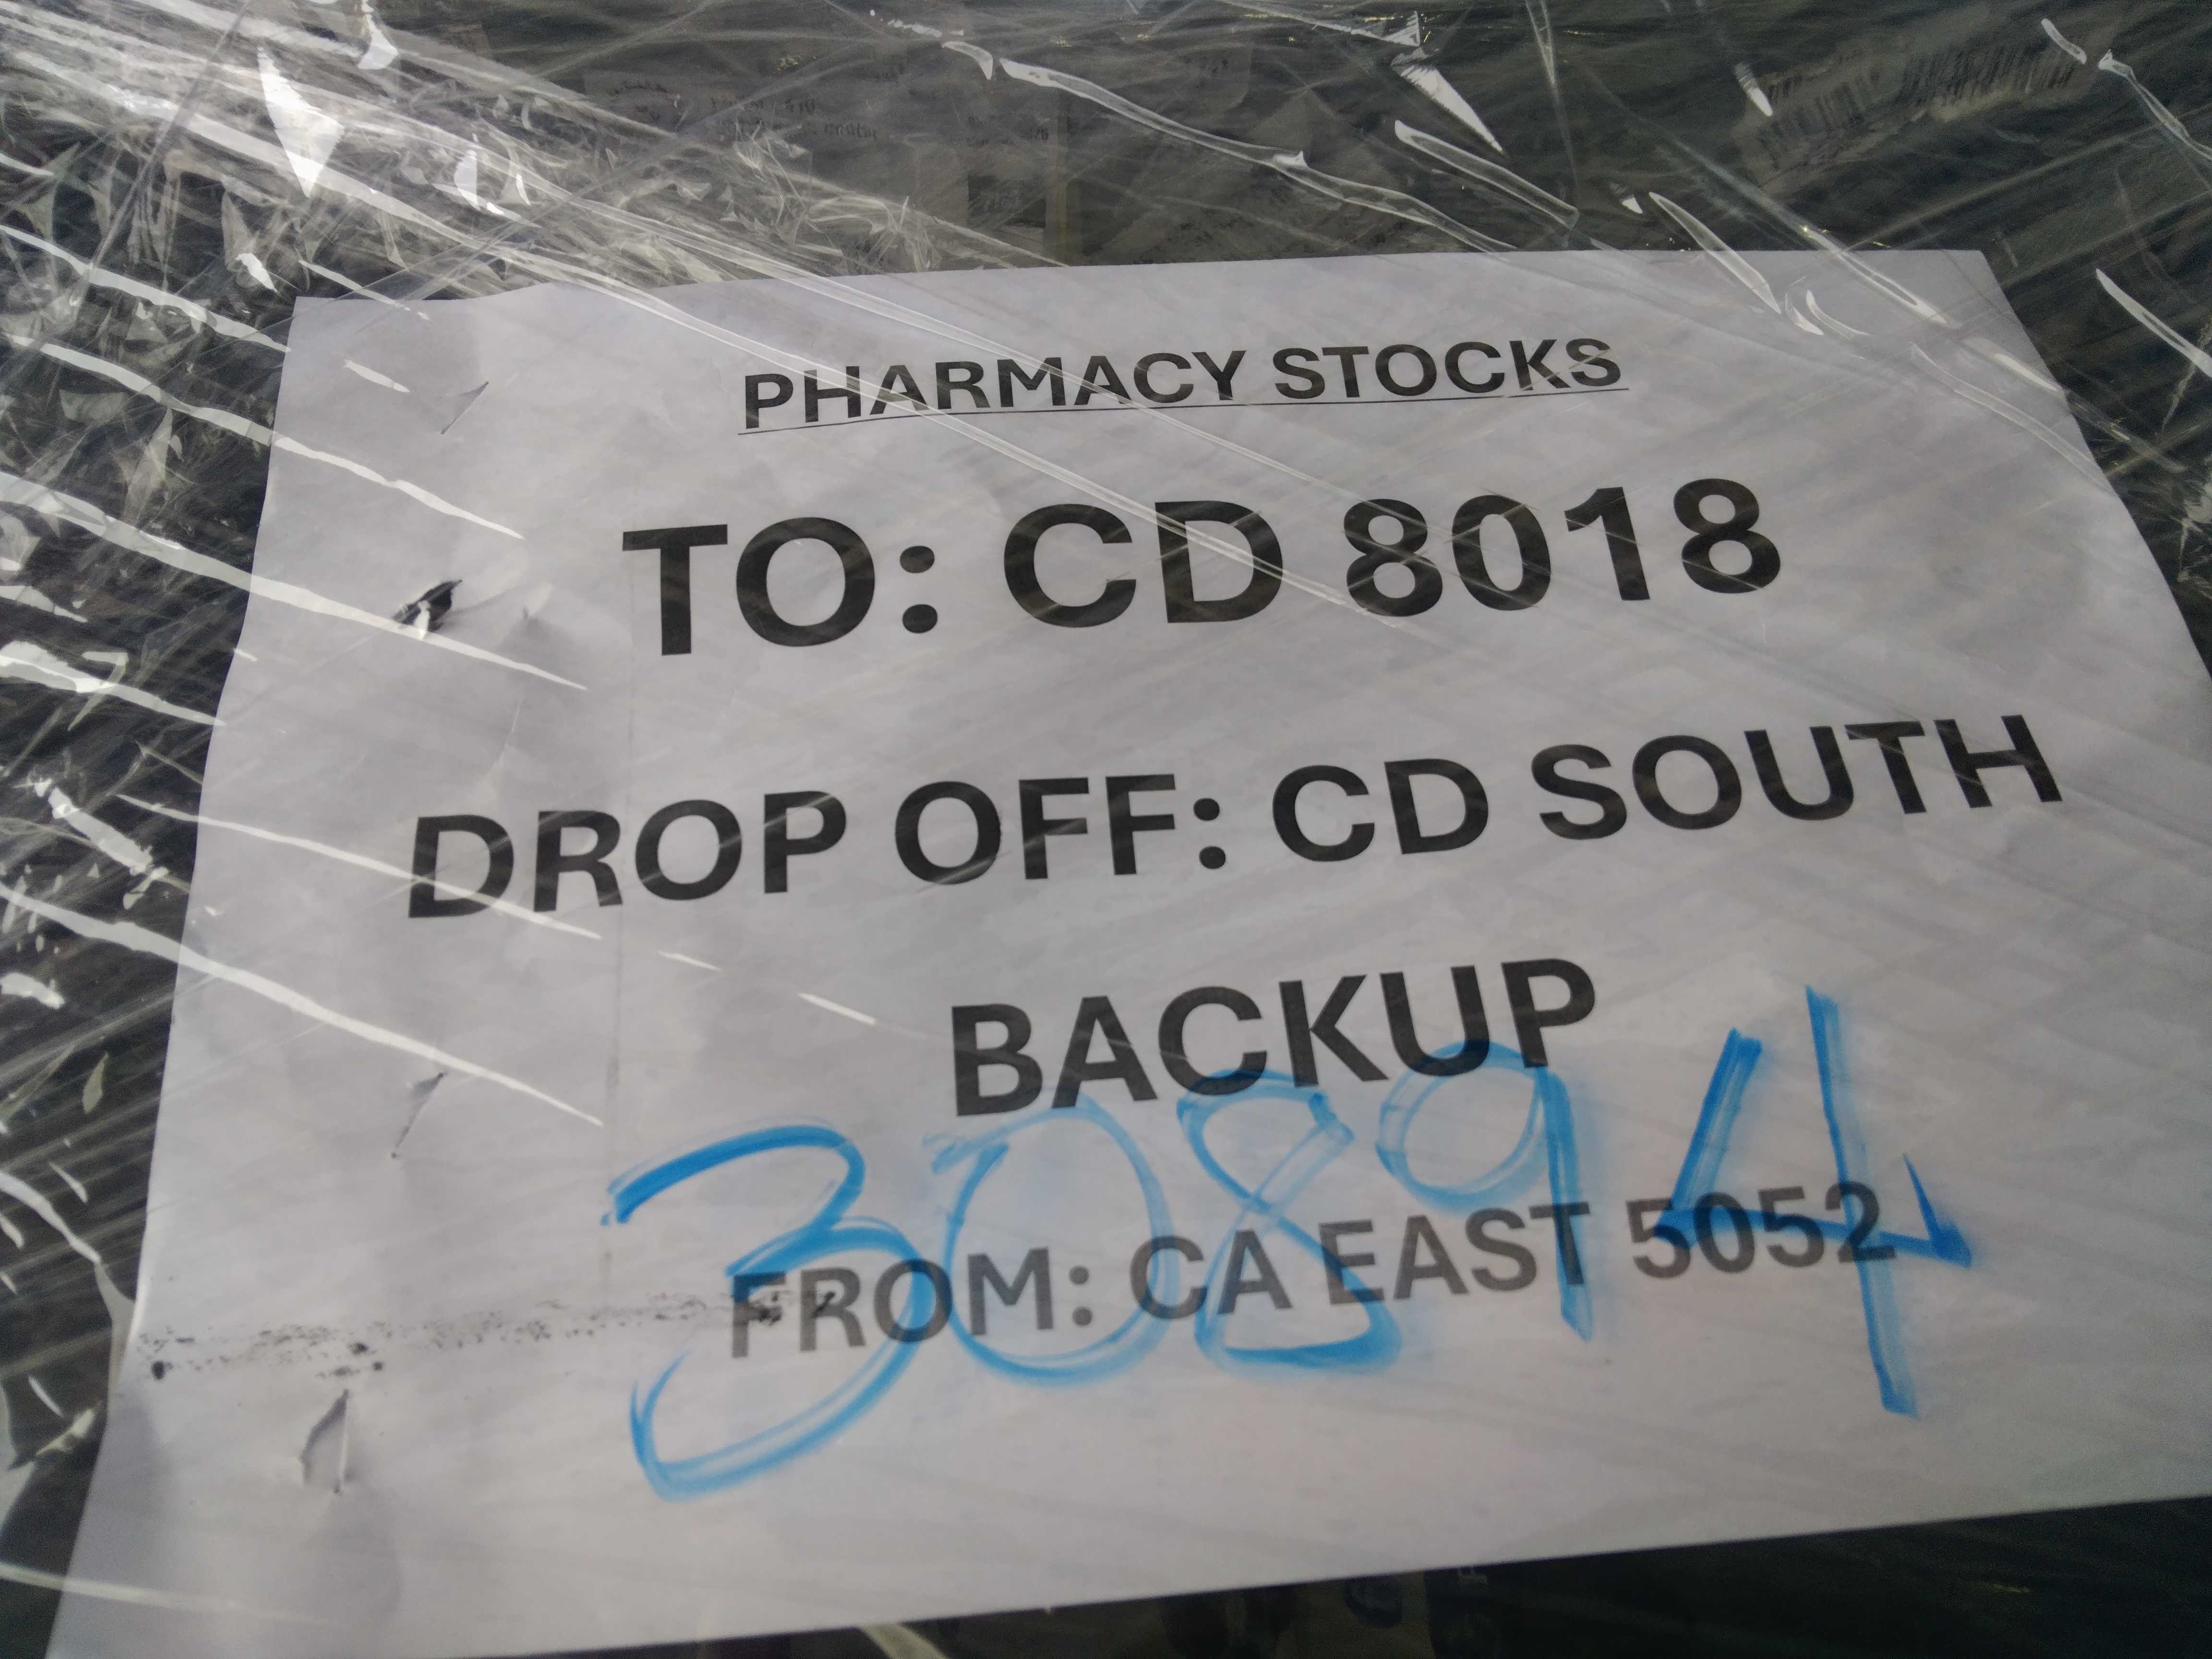 PHARMACY STOCKS
TO: CD 8018
DROP OFF: CD SOUTH
BACKUP
30894
FROM: CA EAST 5052